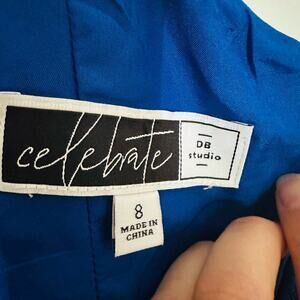 celebrate
DB
studio
8
MADE IN
CHINA